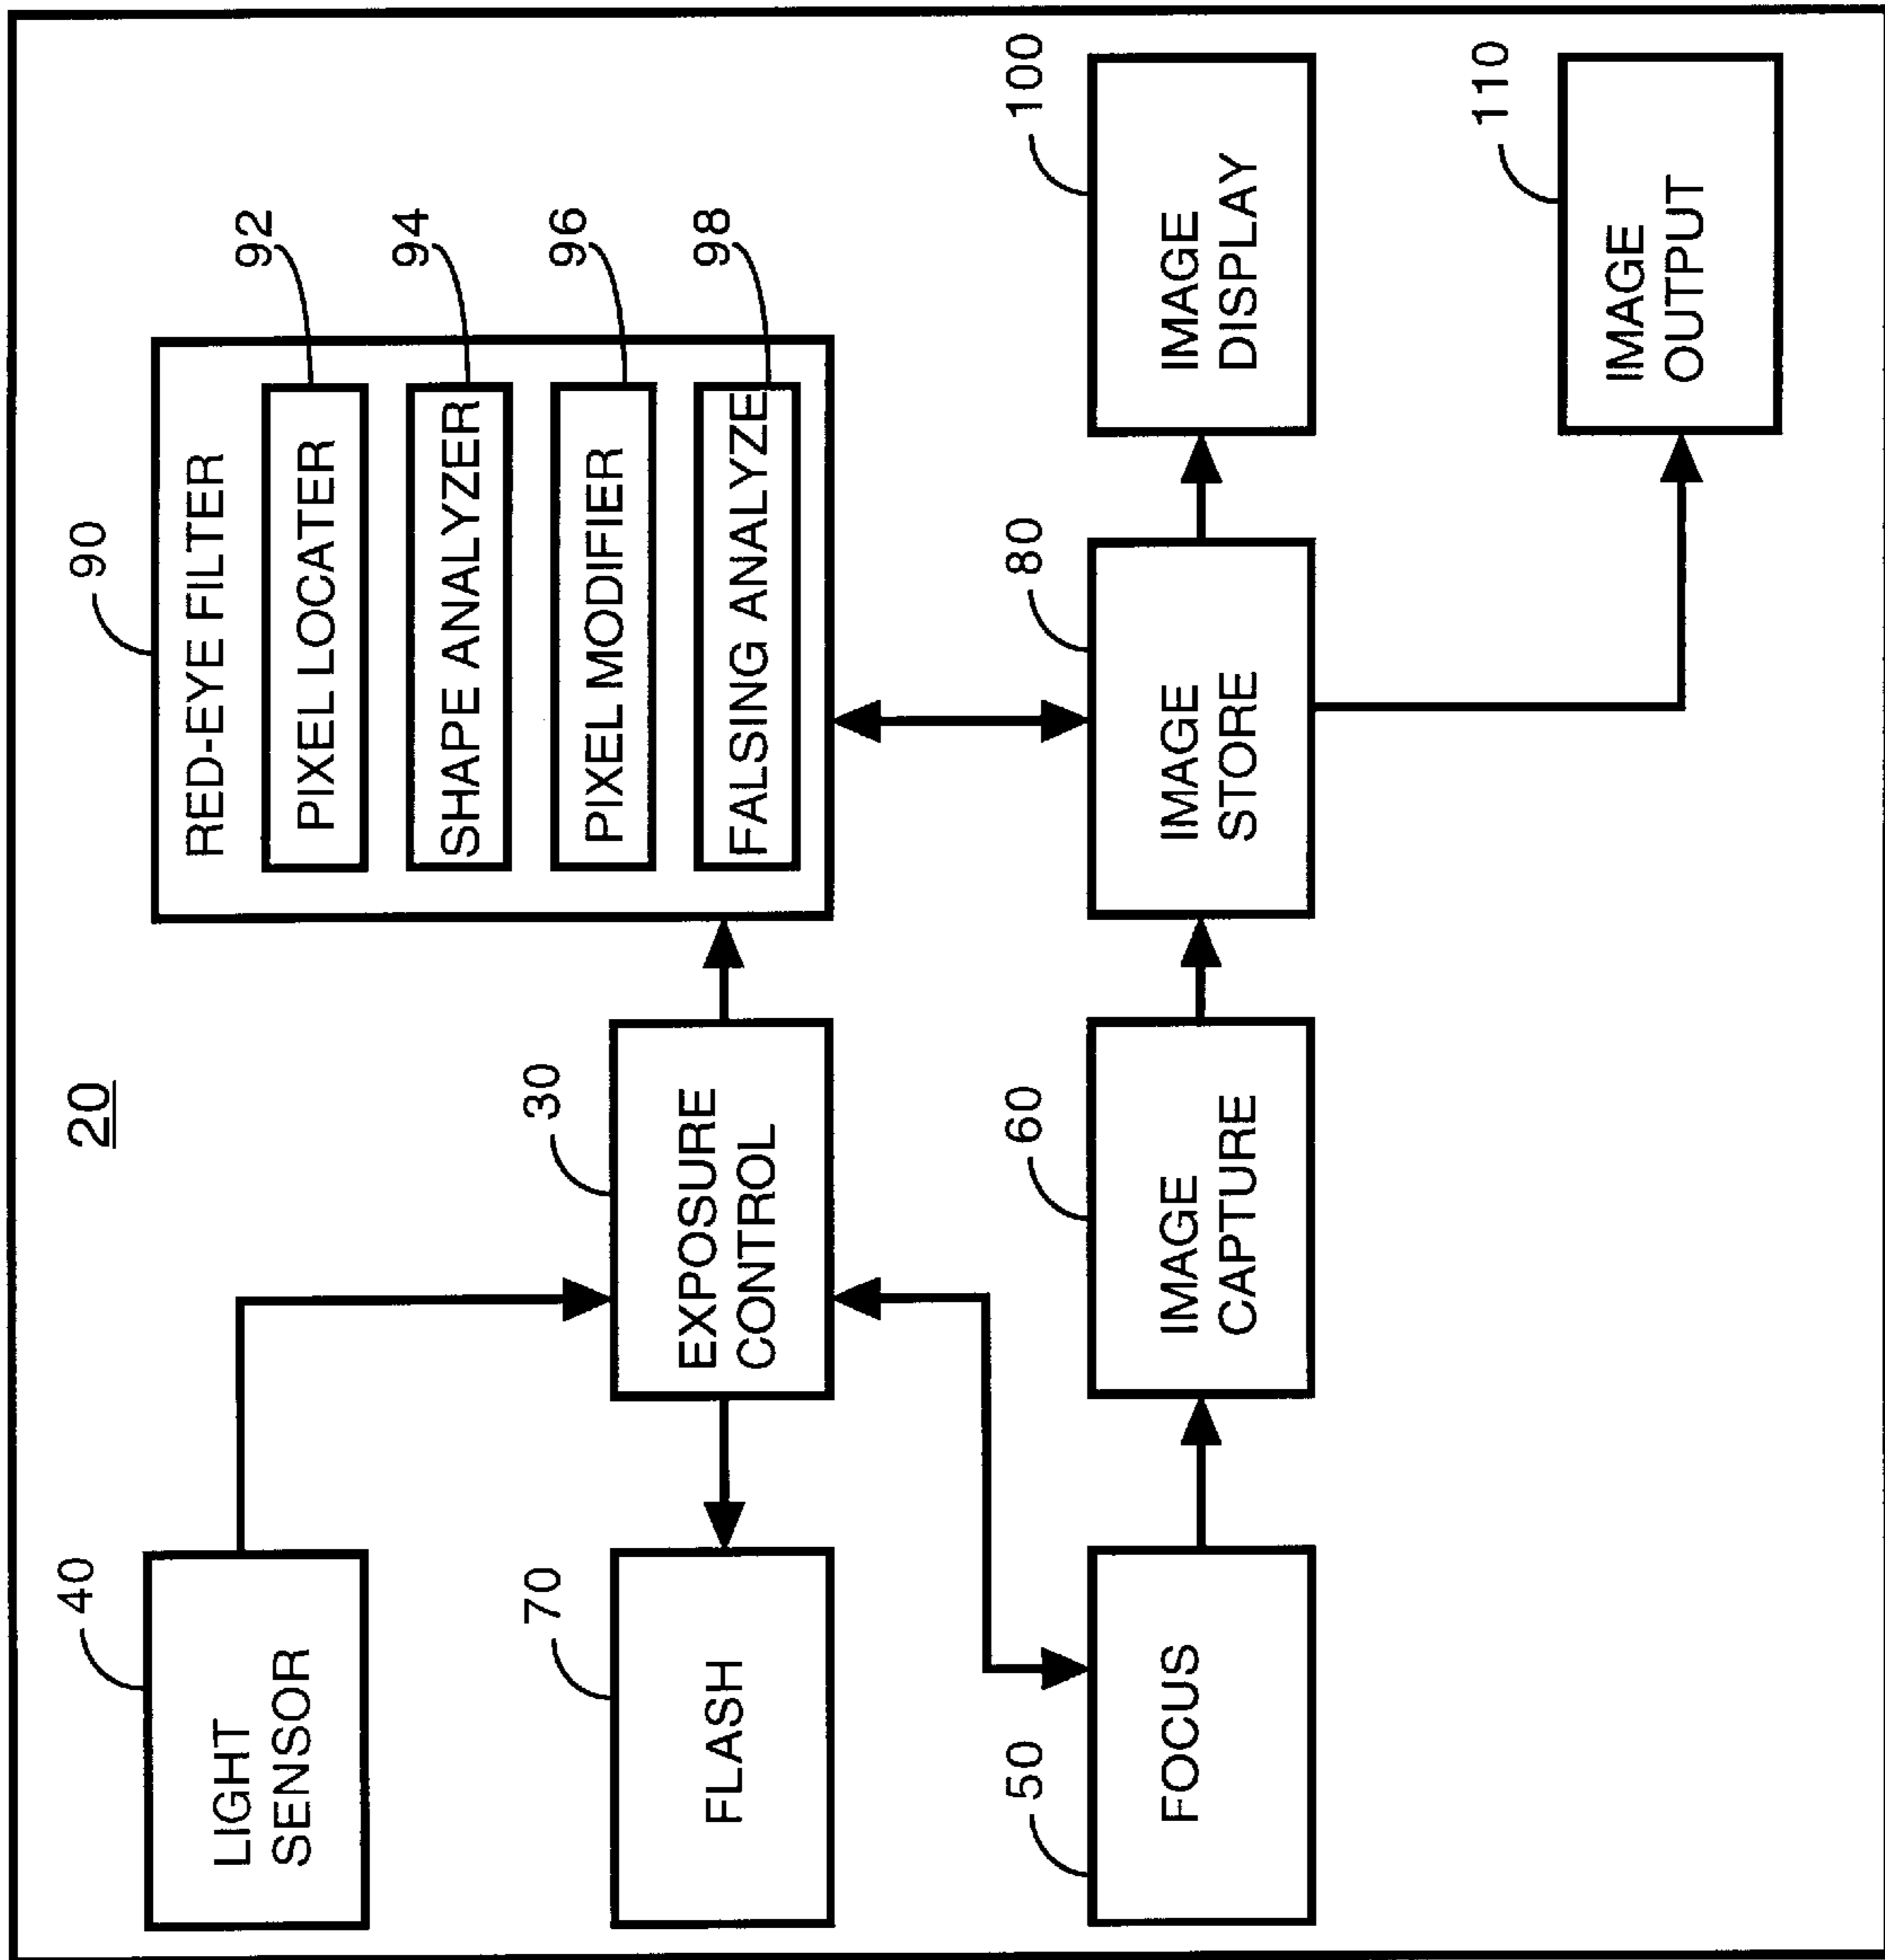 20
40
LIGHT
SENSOR
90
RED-EYE FILTER
PIXEL LOCATER
92
SHAPE ANALYZER
94
PIXEL MODIFIER
96
FALSING ANALYZE
98
70
FLASH
30
EXPOSURE
CONTROL
50
FOCUS
60
IMAGE
CAPTURE
80
IMAGE
STORE
100
IMAGE
DISPLAY
110
IMAGE
OUTPUT